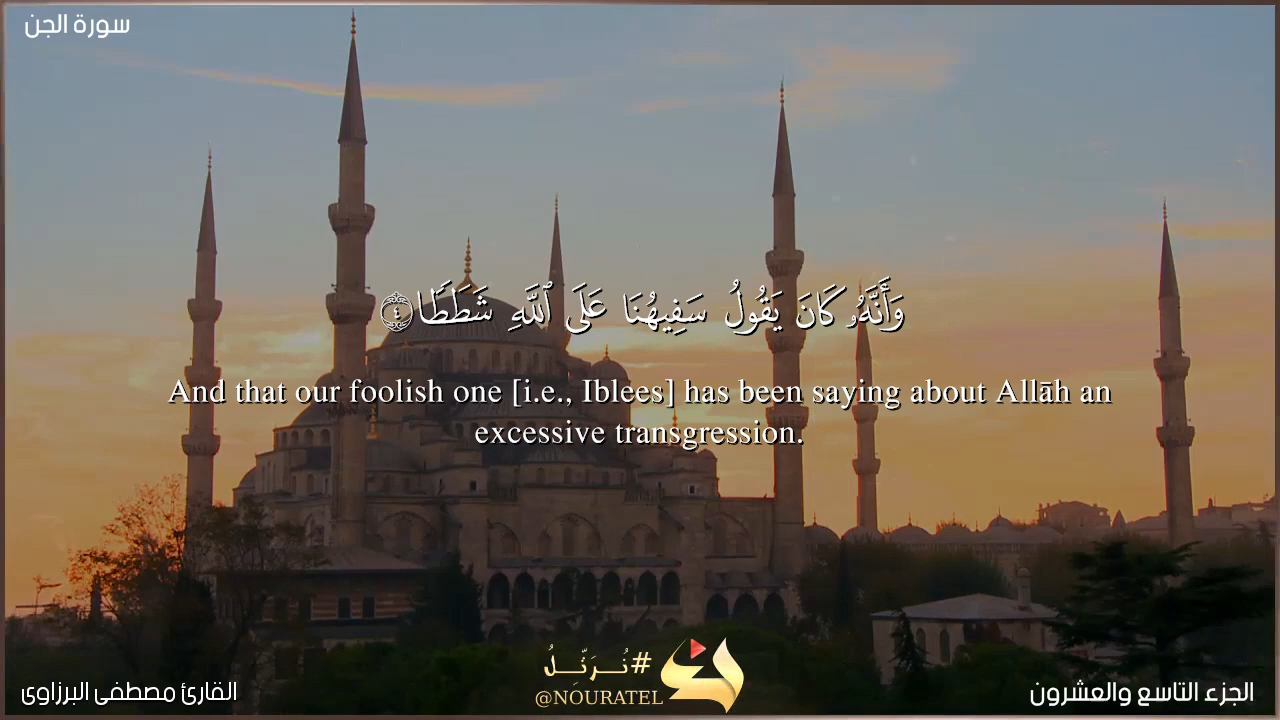 سورة الجن
وَأَنَّهُۥ كَانَ يَقُولُ سَفِيهُنَا عَلَى ٱللَّهِ شَطَطٗا ٤
And that our foolish one [i.e., Iblees] has been saying about Allāh an
excessive transgression.
#نُـرَتِّـلُ
@NOURATEL
القارئ مصطفى البرزاوى
الجزء التاسع والعشرون